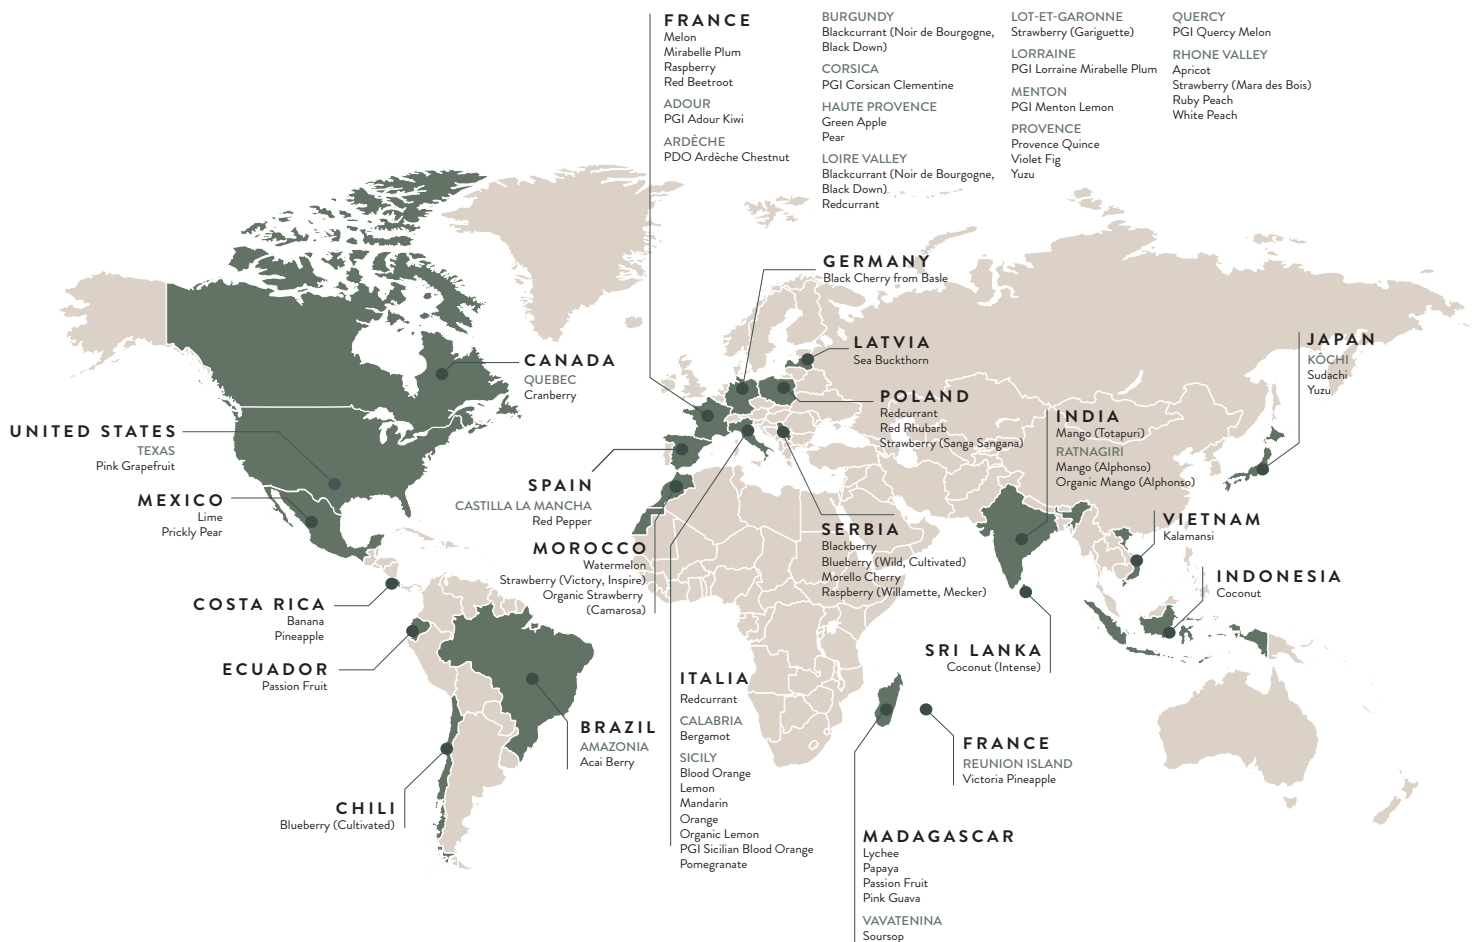 FRANCE
Melon
Mirabelle Plum
Raspberry
Red Beetroot
ADOUR
PGI Adour Kiwi
ARDÈCHE
PDO Ardèche Chestnut
BURGUNDY
Blackcurrant (Noir de Bourgogne,
Black Down)
CORSICA
PGI Corsican Clementine
HAUTE PROVENCE
Green Apple
Pear
LOIRE VALLEY
Blackcurrant (Noir de Bourgogne,
Black Down)
Redcurrant
LOT-ET-GARONNE
Strawberry (Gariguette)
LORRAINE
PGI Lorraine Mirabelle Plum
MENTON
PGI Menton Lemon
PROVENCE
Provence Quince
Violet Fig
Yuzu
QUERCY
PGI Quercy Melon
RHONE VALLEY
Apricot
Strawberry (Mara des Bois)
Ruby Peach
White Peach
GERMANY
Black Cherry from Basle
LATVIA
Sea Buckthorn
POLAND
Redcurrant
Red Rhubarb
Strawberry (Sanga Sangana)
JAPAN
KÔCHI
Sudachi
Yuzu
INDIA
Mango (Totapuri)
RATNAGIRI
Mango (Alphonso)
Organic Mango (Alphonso)
CANADA
QUEBEC
Cranberry
UNITED STATES
TEXAS
Pink Grapefruit
MEXICO
Lime
Prickly Pear
SPAIN
CASTILLA LA MANCHA
Red Pepper
MOROCCO
Watermelon
Strawberry (Victory, Inspire)
Organic Strawberry
(Camarosa)
SERBIA
Blackberry
Blueberry (Wild, Cultivated)
Morello Cherry
Raspberry (Willamette, Mecker)
VIETNAM
Kalamansi
INDONESIA
Coconut
COSTA RICA
Banana
Pineapple
ECUADOR
Passion Fruit
SRI LANKA
Coconut (Intense)
BRAZIL
AMAZONIA
Acai Berry
ITALIA
Redcurrant
CALABRIA
Bergamot
SICILY
Blood Orange
Lemon
Mandarin
Orange
Organic Lemon
PGI Sicilian Blood Orange
Pomegranate
FRANCE
REUNION ISLAND
Victoria Pineapple
CHILI
Blueberry (Cultivated)
MADAGASCAR
Lychee
Papaya
Passion Fruit
Pink Guava
VAVATENINA
Soursop